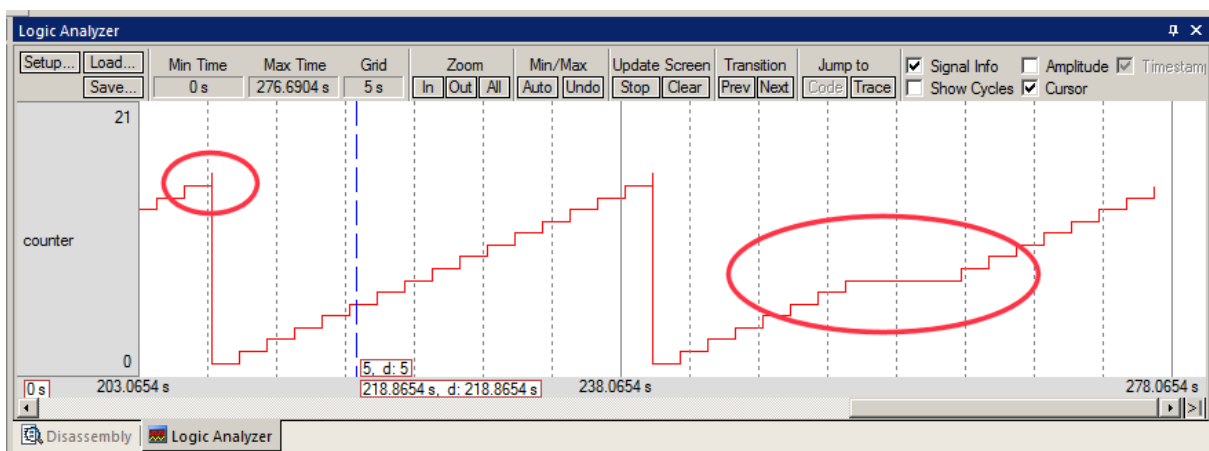 Logic Analyzer
Setup... Load... Min Time Max Time Grid Zoom Min/Max Update Screen Transition Jump to Signal Info Amplitude Timestamp
Save... 0 s 276.6904 s 5 s In Out All Auto Undo Stop Clear Prev Next Code Trace Show Cycles Cursor
21
counter
0
5, d: 5
0 s 203.0654 s 218.8654 s, d: 218.8654 s 238.0654 s 278.0654 s
Disassembly Logic Analyzer